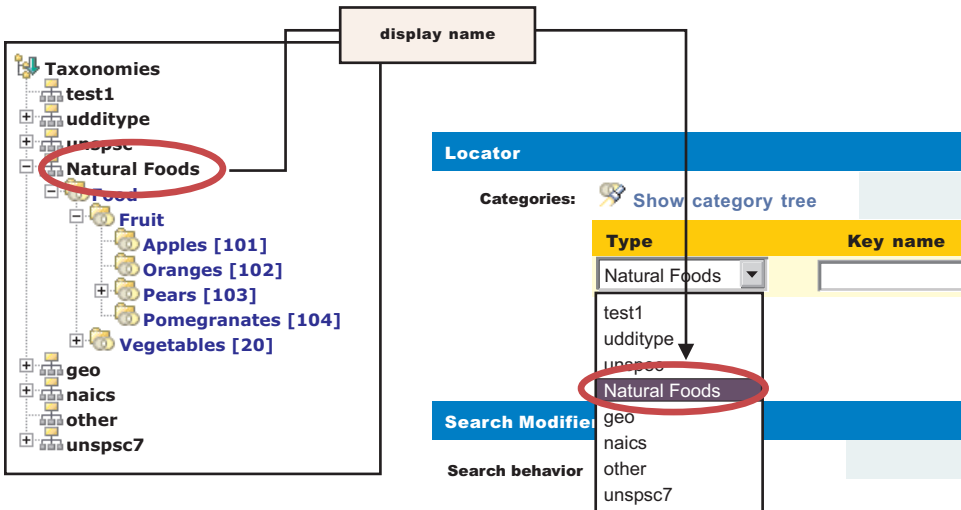 display name
Taxonomies
test1
udditype
unspsc
Natural Foods
Food
Fruit
Apples [101]
Oranges [102]
Pears [103]
Pomegranates [104]
Vegetables [20]
geo
naics
other
unspsc7
Locator
Categories: Show category tree
Type Key name
Natural Foods
test1
udditype
unspsc
Natural Foods
geo
naics
other
unspsc7
Search Modifie
Search behavior